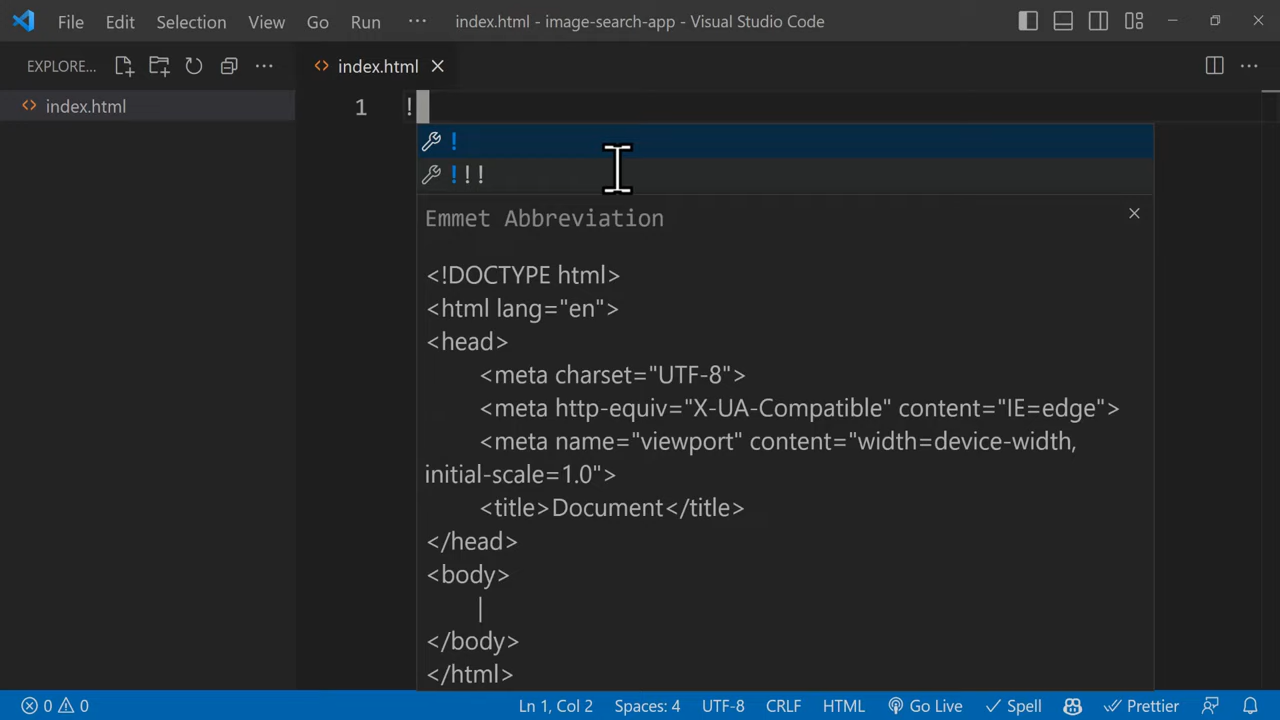 File Edit Selection View Go Run ··· index.html - image-search-app - Visual Studio Code
EXPLORE... ··· index.html
index.html
1 !
!
!!!
Emmet Abbreviation
<!DOCTYPE html>
<html lang="en">
<head>
<meta charset="UTF-8">
<meta http-equiv="X-UA-Compatible" content="IE=edge">
<meta name="viewport" content="width=device-width,
initial-scale=1.0">
<title>Document</title>
</head>
<body>
|
</body>
</html>
0 0 Ln 1, Col 2 Spaces: 4 UTF-8 CRLF HTML Go Live Spell Prettier